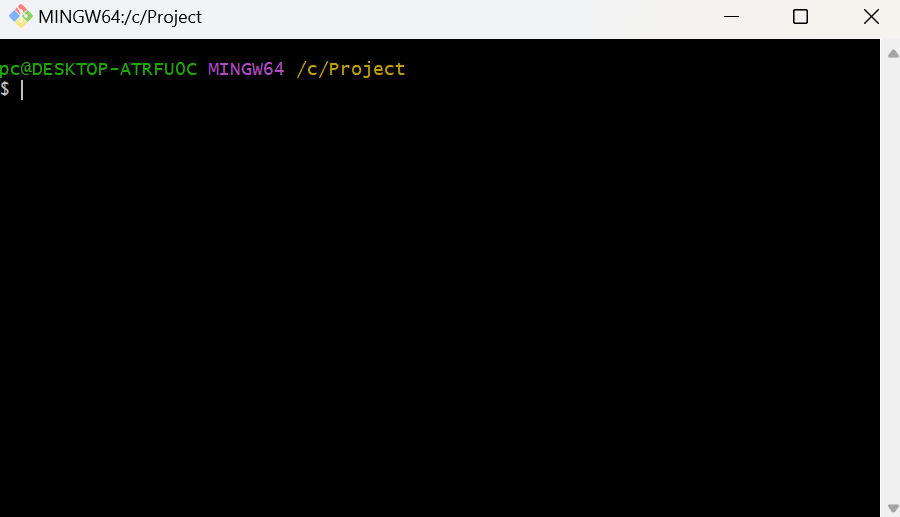 MINGW64:/c/Project
pc@DESKTOP-ATRFU0C MINGW64 /c/Project
$